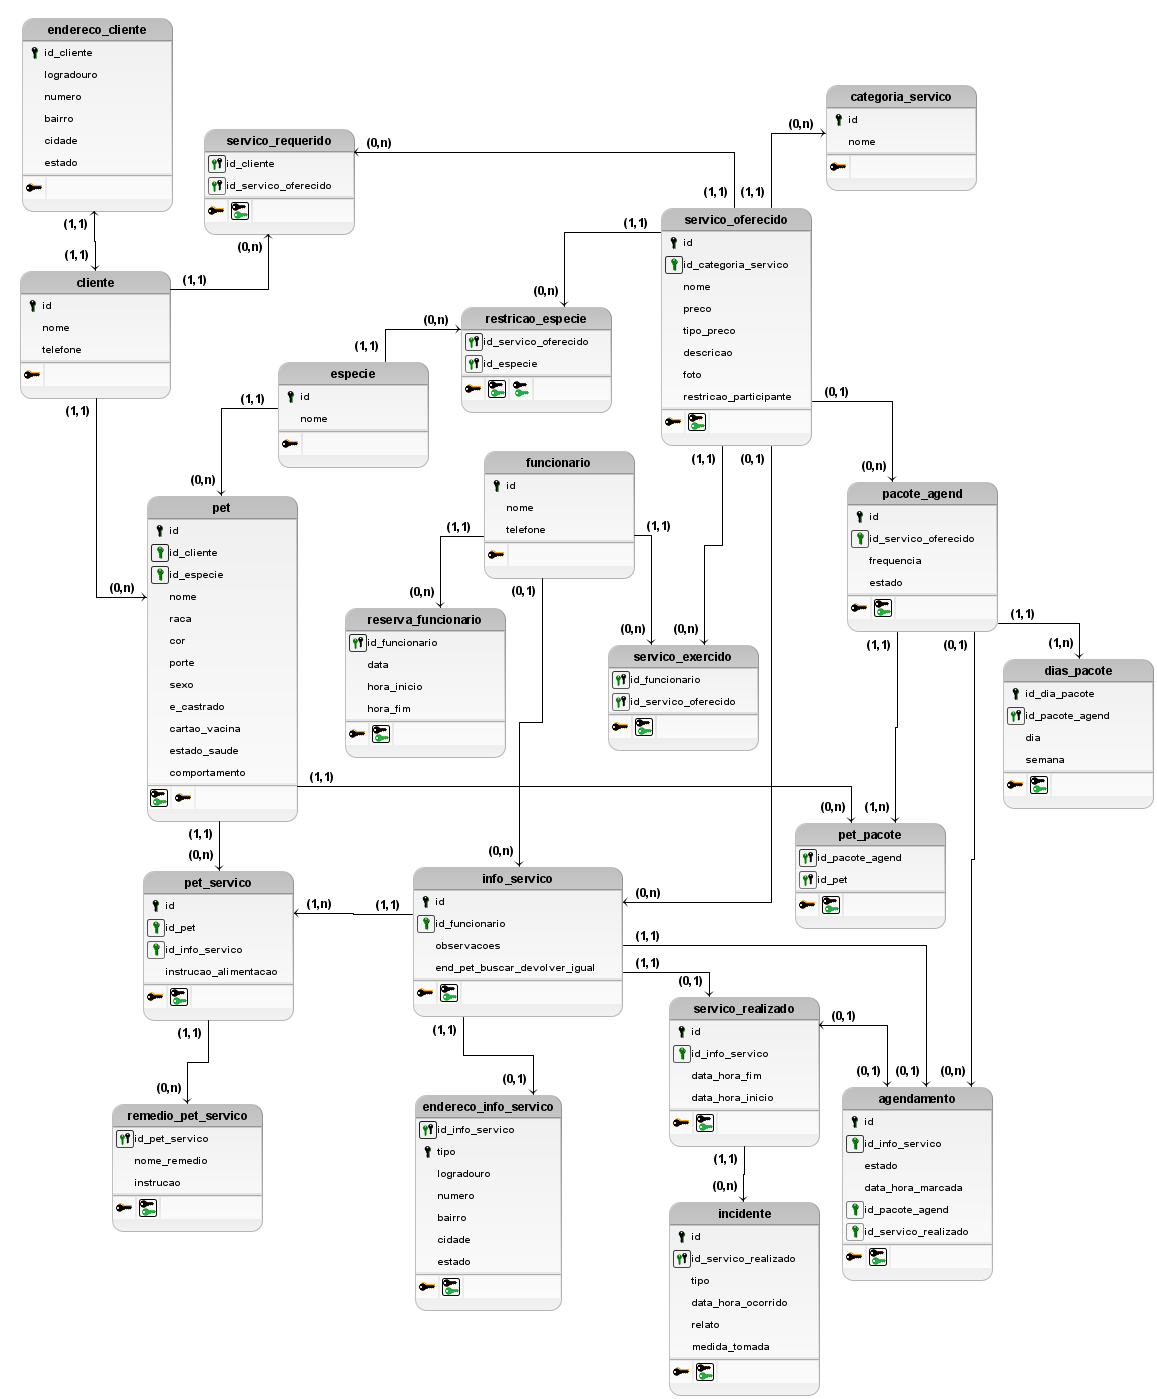 endereco_cliente
id_cliente
logradouro
numero
bairro
cidade
estado
(1,1)
(1,1)
cliente
id
nome
telefone
(1,1)
(1,1)
(0,n)
servico_requerido
id_cliente
id_servico_oferecido
(0,n)
(0,n)
categoria_servico
id
nome
(0,n)
(1,1)
(1,1)
servico_oferecido
id
id_categoria_servico
nome
preco
tipo_preco
descricao
foto
restricao_participante
(1,1)
(0,n)
restricao_especie
id_servico_oferecido
id_especie
(0,n)
(1,1)
especie
id
nome
(1,1)
(0,n)
pet
id
id_cliente
id_especie
nome
raca
cor
porte
sexo
e_castrado
cartao_vacina
estado_saude
comportamento
(1,1)
(1,1)
(0,n)
funcionario
id
nome
telefone
(1,1)
(1,1)
(0,1)
(0,n)
reserva_funcionario
id_funcionario
data
hora_inicio
hora_fim
(1,1)
(0,1)
(0,n)
(0,n)
servico_exercido
id_funcionario
id_servico_oferecido
(0,1)
(0,n)
pacote_agend
id
id_servico_oferecido
frequencia
estado
(1,1)
(1,1)
(0,1)
(1,n)
dias_pacote
id_dia_pacote
id_pacote_agend
dia
semana
(0,n)
(1,n)
pet_pacote
id_pacote_agend
id_pet
pet_servico
id
id_pet
id_info_servico
instrucao_alimentacao
(1,n)
(1,1)
(1,1)
(0,n)
remedio_pet_servico
id_pet_servico
nome_remedio
instrucao
(0,n)
info_servico
id
id_funcionario
observacoes
end_pet_buscar_devolver_igual
(0,n)
(1,1)
(1,1)
(0,1)
(1,1)
(0,1)
endereco_info_servico
id_info_servico
tipo
logradouro
numero
bairro
cidade
estado
servico_realizado
id
id_info_servico
data_hora_fim
data_hora_inicio
(0,1)
(0,1)
(0,1)
(0,n)
agendamento
id
id_info_servico
estado
data_hora_marcada
id_pacote_agend
id_servico_realizado
(1,1)
(0,n)
incidente
id
id_servico_realizado
tipo
data_hora_ocorrido
relato
medida_tomada